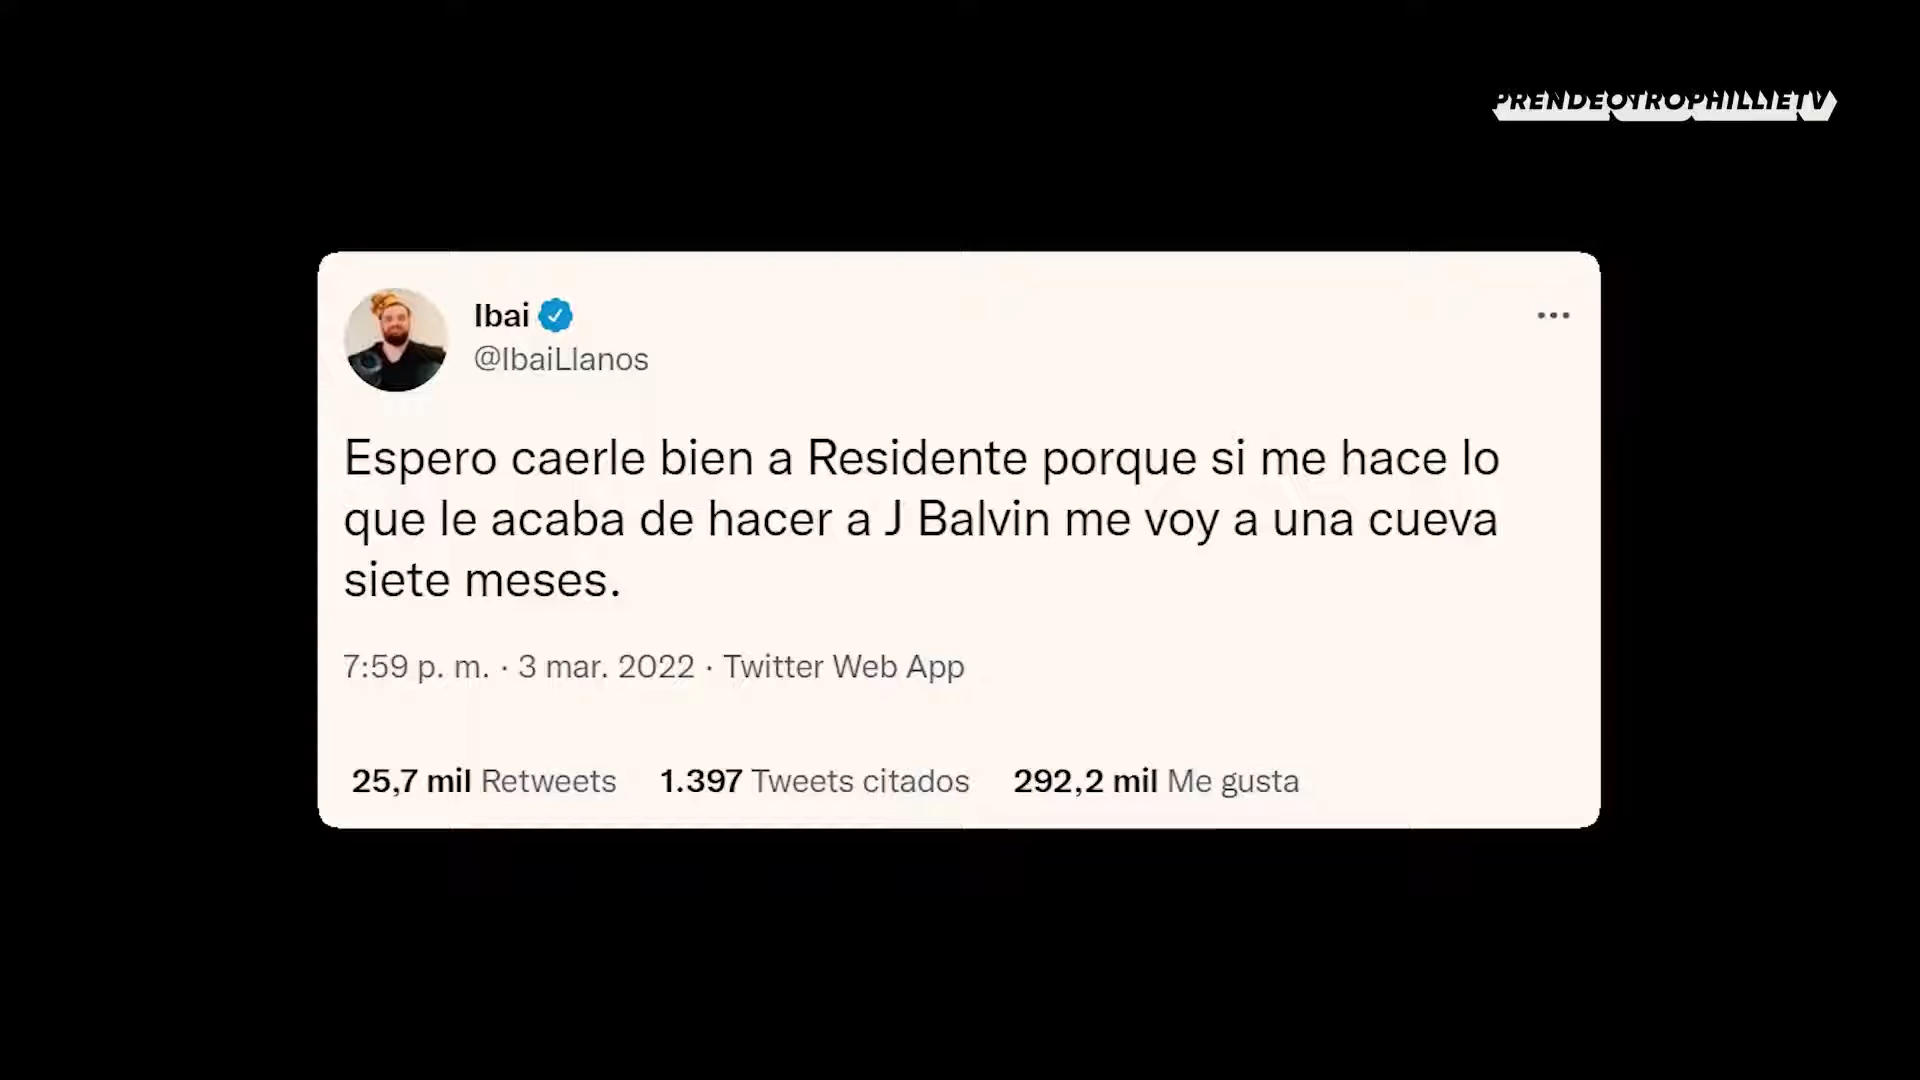 PRENDEOTROPHILLIETV
Ibai
@IbaiLlanos
Espero caerle bien a Residente porque si me hace lo
que le acaba de hacer a J Balvin me voy a una cueva
siete meses.
7:59 p. m. · 3 mar. 2022 · Twitter Web App
25,7 mil Retweets 1.397 Tweets citados 292,2 mil Me gusta